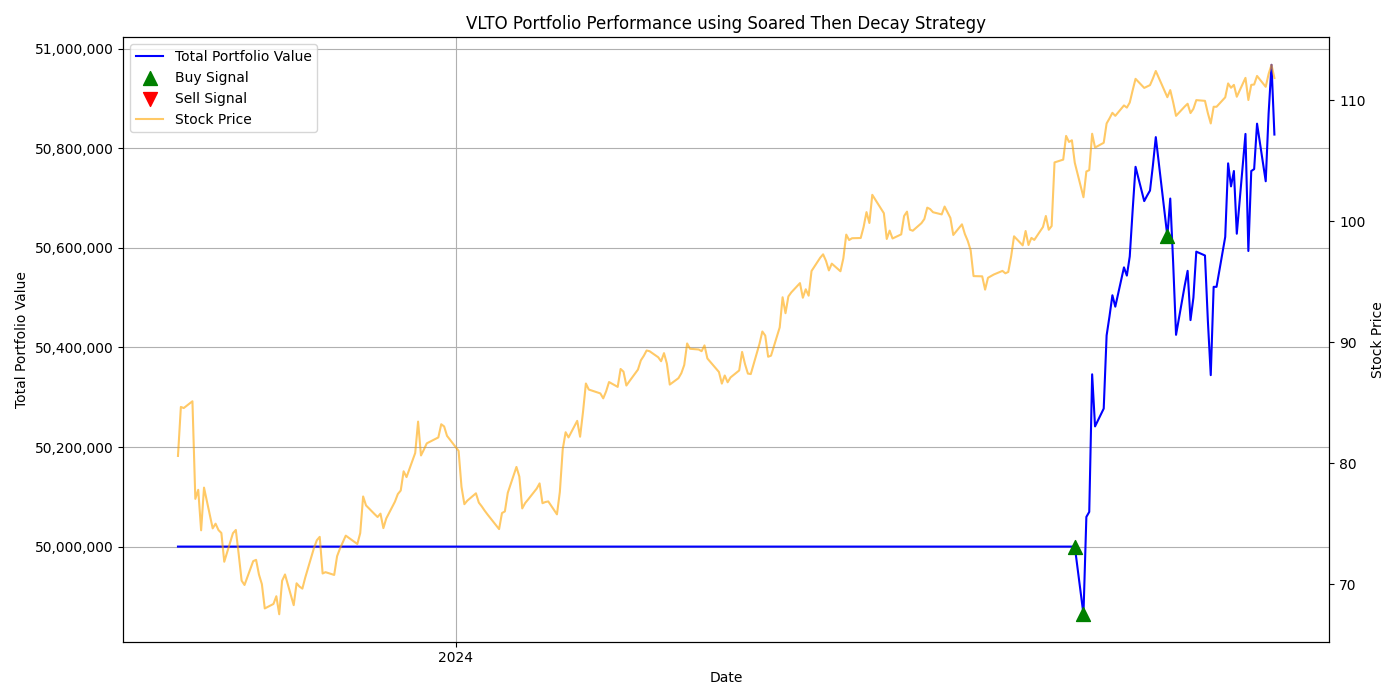 VLTO Portfolio Performance using Soared Then Decay Strategy
Total Portfolio Value
Buy Signal
Sell Signal
Stock Price
51,000,000
50,800,000
50,600,000
50,400,000
50,200,000
50,000,000
Total Portfolio Value
110
100
90
80
70
Stock Price
2024
Date